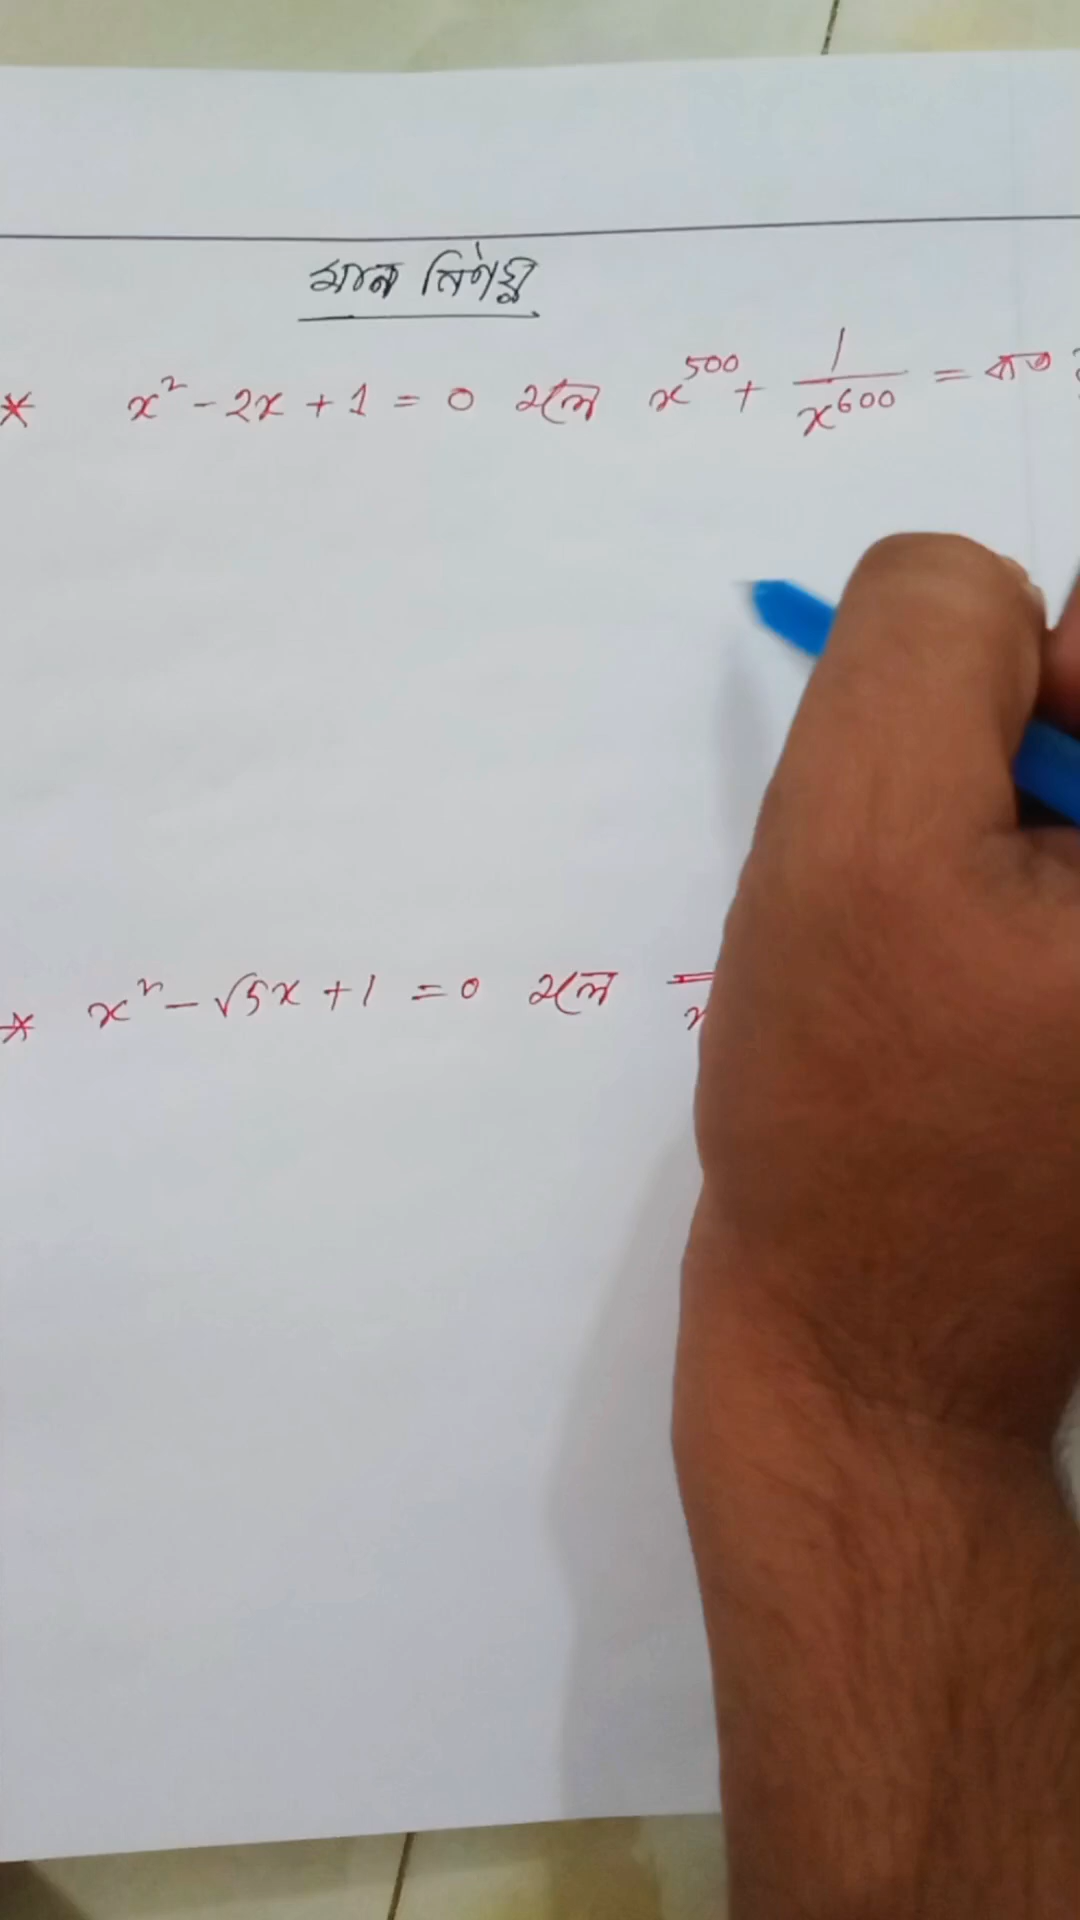 মান নির্ণয়
* x² - 2x + 1 = 0 হলে x⁵⁰⁰ + 1/x⁶⁰⁰ = কত ?
* x² - √5x + 1 = 0 হলে